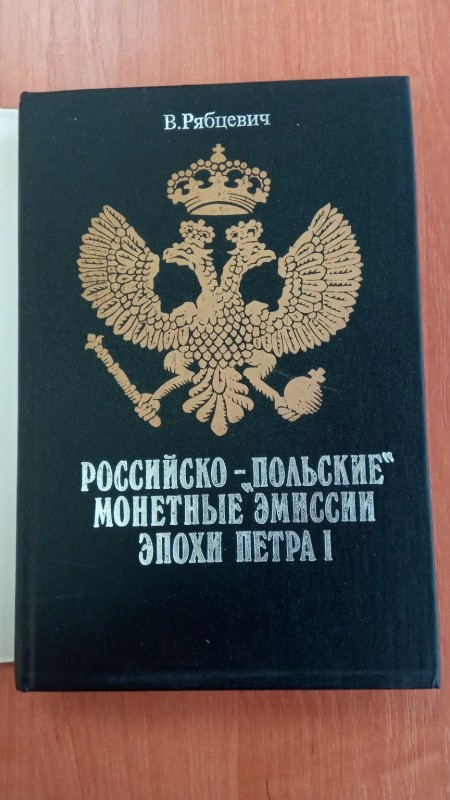 В.Рябцевич
РОССИЙСКО-„ПОЛЬСКИЕ“
МОНЕТНЫЕ ЭМИССИИ
ЭПОХИ ПЕТРА I